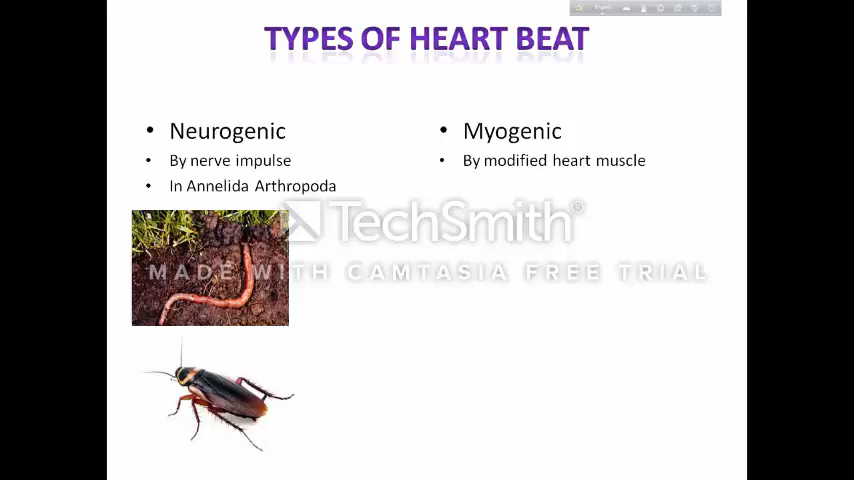 English
TYPES OF HEART BEAT
• Neurogenic
• By nerve impulse
• In Annelida Arthropoda
• Myogenic
• By modified heart muscle
TechSmith®
MADE WITH CAMTASIA FREE TRIAL